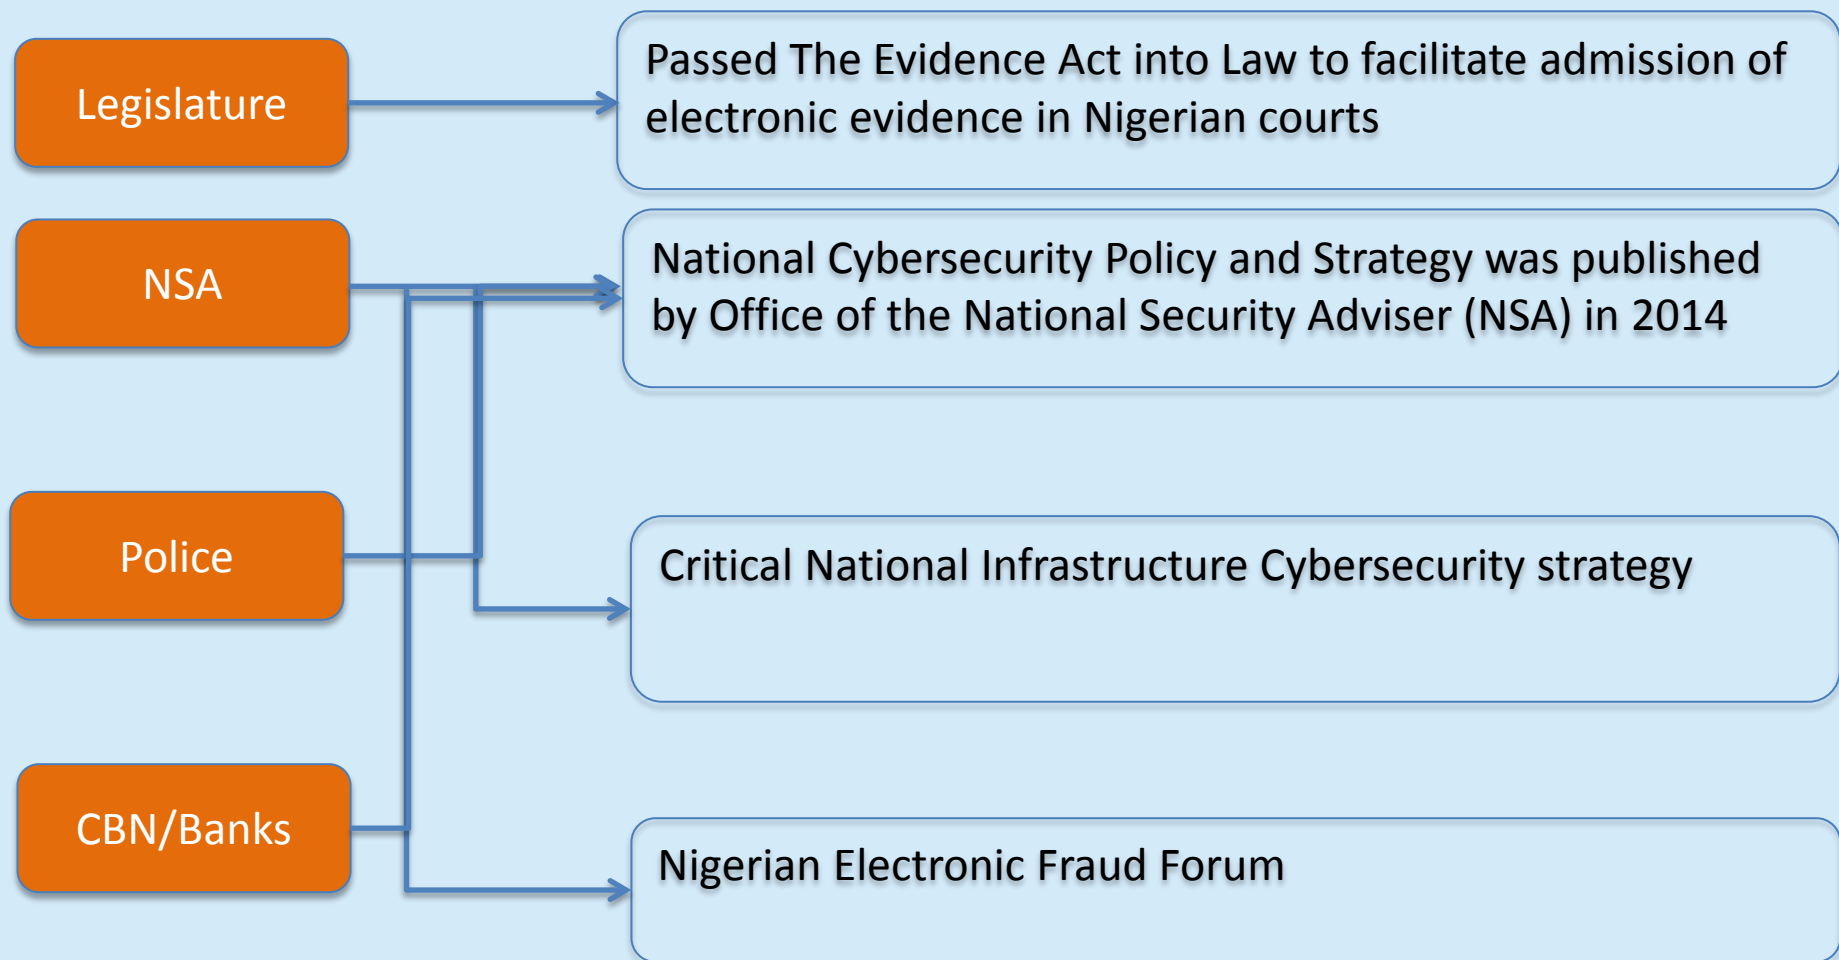 Legislature
Passed The Evidence Act into Law to facilitate admission of
electronic evidence in Nigerian courts
NSA
National Cybersecurity Policy and Strategy was published
by Office of the National Security Adviser (NSA) in 2014
Police
Critical National Infrastructure Cybersecurity strategy
CBN/Banks
Nigerian Electronic Fraud Forum